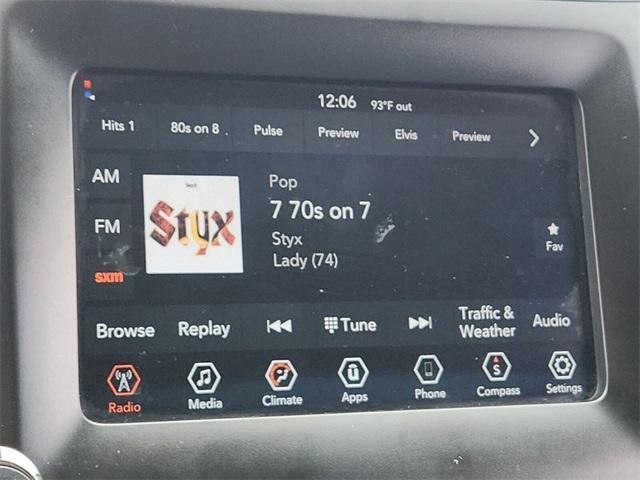 12:06 93°F out
Hits 1 80s on 8 Pulse Preview Elvis Preview
AM
FM
sxm
Styx
Pop
7 70s on 7
Styx
Lady (74)
Fav
Browse Replay Tune Traffic & Weather Audio
Radio Media Climate Apps Phone Compass Settings
S